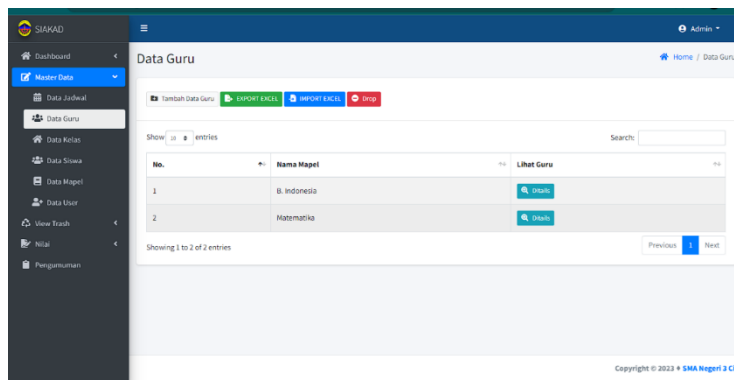 SIAKAD
Admin
Dashboard
Master Data
Data Jadwal
Data Guru
Data Kelas
Data Siswa
Data Mapel
Data User
View Trash
Nilai
Pengumuman
Data Guru
Home / Data Guru
Tambah Data Guru EXPORT EXCEL IMPORT EXCEL Drop
Show 10 entries Search:
No. Nama Mapel Lihat Guru
1 B. Indonesia Ditails
2 Matematika Ditails
Showing 1 to 2 of 2 entries Previous 1 Next
Copyright © 2023 SMA Negeri 3